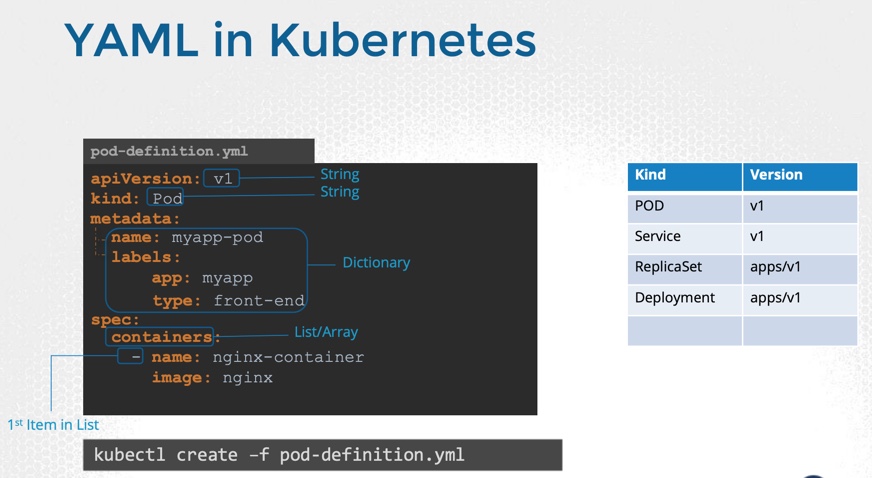 YAML in Kubernetes
pod-definition.yml
apiVersion: v1
String
kind: Pod
String
metadata:
name: myapp-pod
labels:
app: myapp
type: front-end
Dictionary
spec:
containers:
List/Array
- name: nginx-container
image: nginx
1st Item in List
kubectl create –f pod-definition.yml
Kind Version
POD v1
Service v1
ReplicaSet apps/v1
Deployment apps/v1